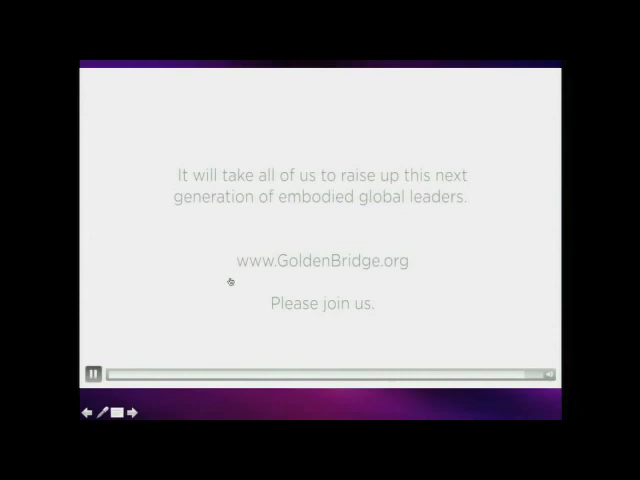 It will take all of us to raise up this next
generation of embodied global leaders.
www.GoldenBridge.org
Please join us.